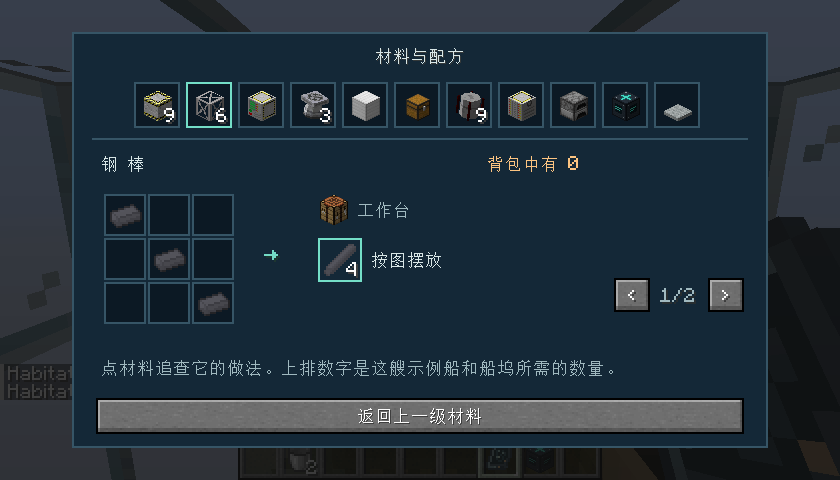 材料与配方
9 6 3 9
钢 棒
背包中有 0
工作台
4 按图摆放
< 1/2 >
点材料追查它的做法。上排数字是这艘示例船和船坞所需的数量。
Habitat
Habitat
返回上一级材料
2